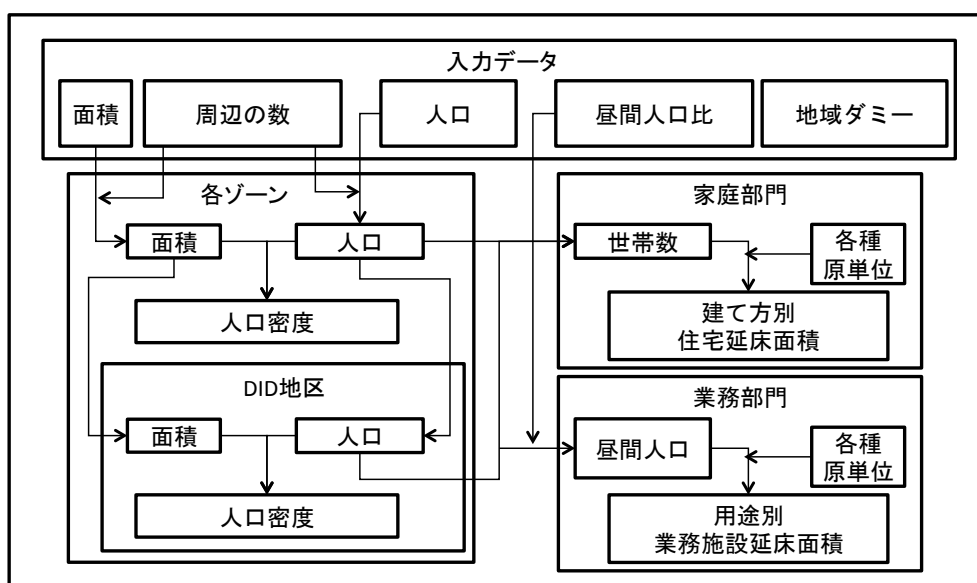 入力データ
面積
周辺の数
人口
昼間人口比
地域ダミー
各ゾーン
面積
人口
人口密度
DID地区
面積
人口
人口密度
家庭部門
世帯数
各種
原単位
建て方別
住宅延床面積
業務部門
昼間人口
各種
原単位
用途別
業務施設延床面積